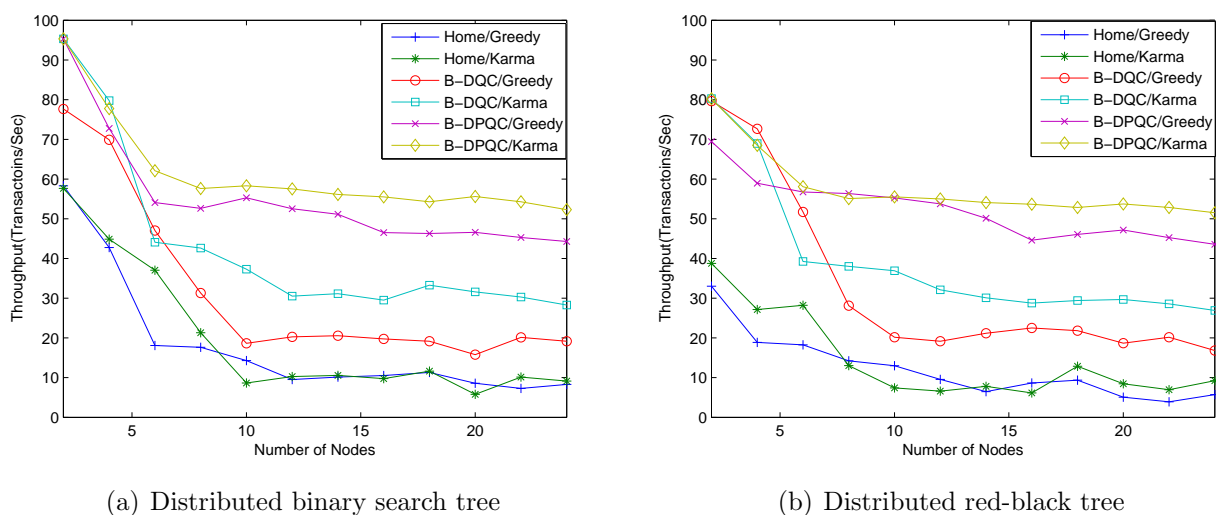 100
90
80
70
60
50
40
30
20
10
0
5
10
15
20
Number of Nodes
Throughput(Transactoins/Sec)
Home/Greedy
Home/Karma
B−DQC/Greedy
B−DQC/Karma
B−DPQC/Greedy
B−DPQC/Karma
(a) Distributed binary search tree
100
90
80
70
60
50
40
30
20
10
0
5
10
15
20
Number of Nodes
Throughput(Transactoins/Sec)
Home/Greedy
Home/Karma
B−DQC/Greedy
B−DQC/Karma
B−DPQC/Greedy
B−DPQC/Karma
(b) Distributed red-black tree